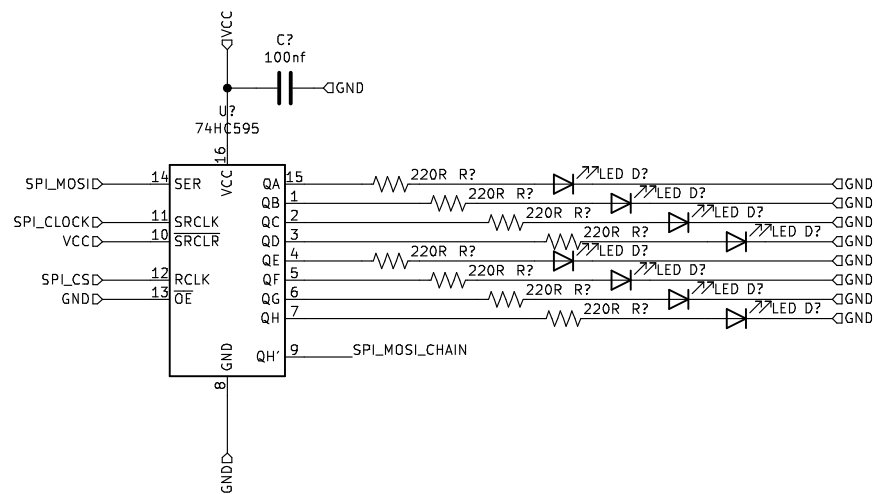 VCC
C?
100nf
GND
U?
74HC595
16
VCC
SPI_MOSI 14 SER QA 15 220R R? LED D? GND
QB 1 220R R? LED D? GND
SPI_CLOCK 11 SRCLK QC 2 220R R? LED D? GND
VCC 10 SRCLR QD 3 220R R? LED D? GND
QE 4 220R R? LED D? GND
SPI_CS 12 RCLK QF 5 220R R? LED D? GND
GND 13 OE QG 6 220R R? LED D? GND
QH 7 220R R? LED D? GND
GND QH' 9 SPI_MOSI_CHAIN
8
GND